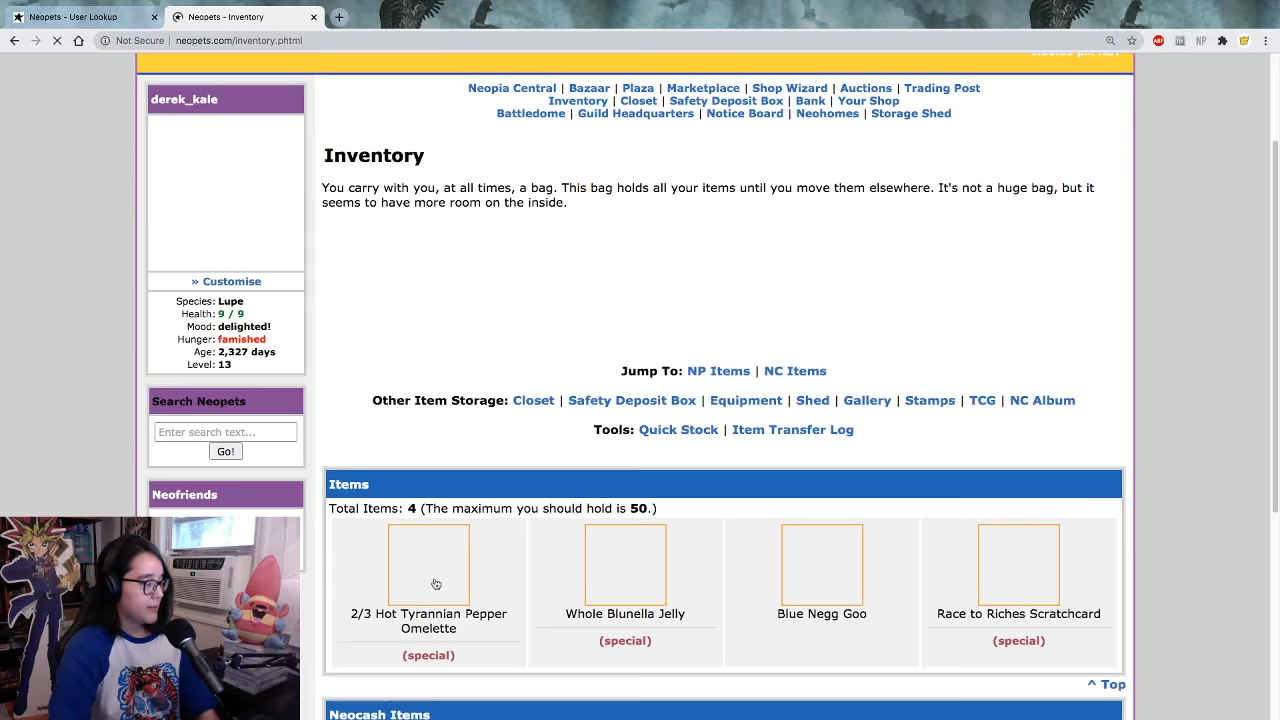 Neopets - User Lookup
Neopets - Inventory
Not Secure | neopets.com/inventory.phtml
ABP
NP
derek_kale
Neopia Central | Bazaar | Plaza | Marketplace | Shop Wizard | Auctions | Trading Post
Inventory | Closet | Safety Deposit Box | Bank | Your Shop
Battledome | Guild Headquarters | Notice Board | Neohomes | Storage Shed
Inventory
You carry with you, at all times, a bag. This bag holds all your items until you move them elsewhere. It's not a huge bag, but it
seems to have more room on the inside.
» Customise
Species: Lupe
Health: 9 / 9
Mood: delighted!
Hunger: famished
Age: 2,327 days
Level: 13
Jump To: NP Items | NC Items
Other Item Storage: Closet | Safety Deposit Box | Equipment | Shed | Gallery | Stamps | TCG | NC Album
Tools: Quick Stock | Item Transfer Log
Search Neopets
Enter search text...
Go!
Neofriends
Items
Total Items: 4 (The maximum you should hold is 50.)
2/3 Hot Tyrannian Pepper
Omelette
(special)
Whole Blunella Jelly
(special)
Blue Negg Goo
Race to Riches Scratchcard
(special)
^ Top
Neocash Items